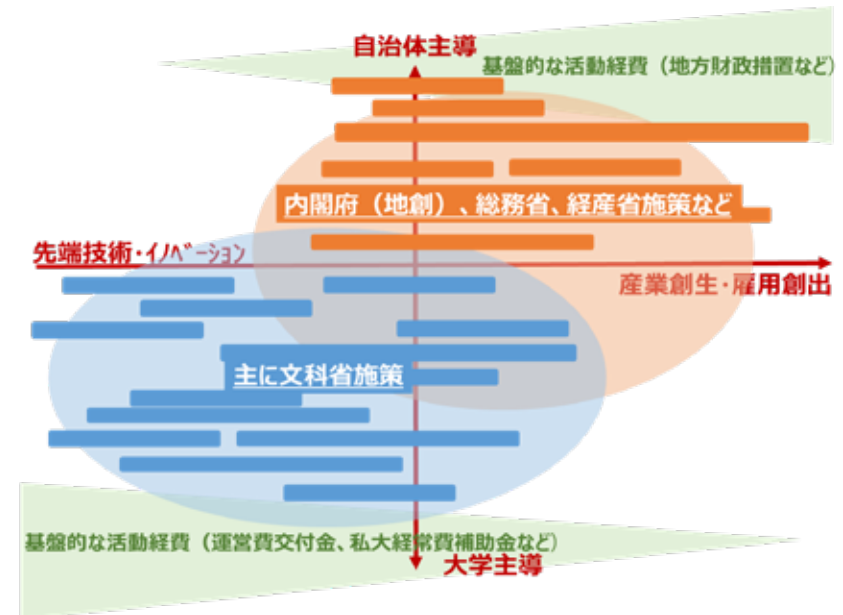 自治体主導
基盤的な活動経費（地方財政措置など）
内閣府（地創）、総務省、経産省施策など
先端技術・ｲﾉﾍﾞｰｼｮﾝ
産業創生・雇用創出
主に文科省施策
基盤的な活動経費（運営費交付金、私大経常費補助金など）
大学主導